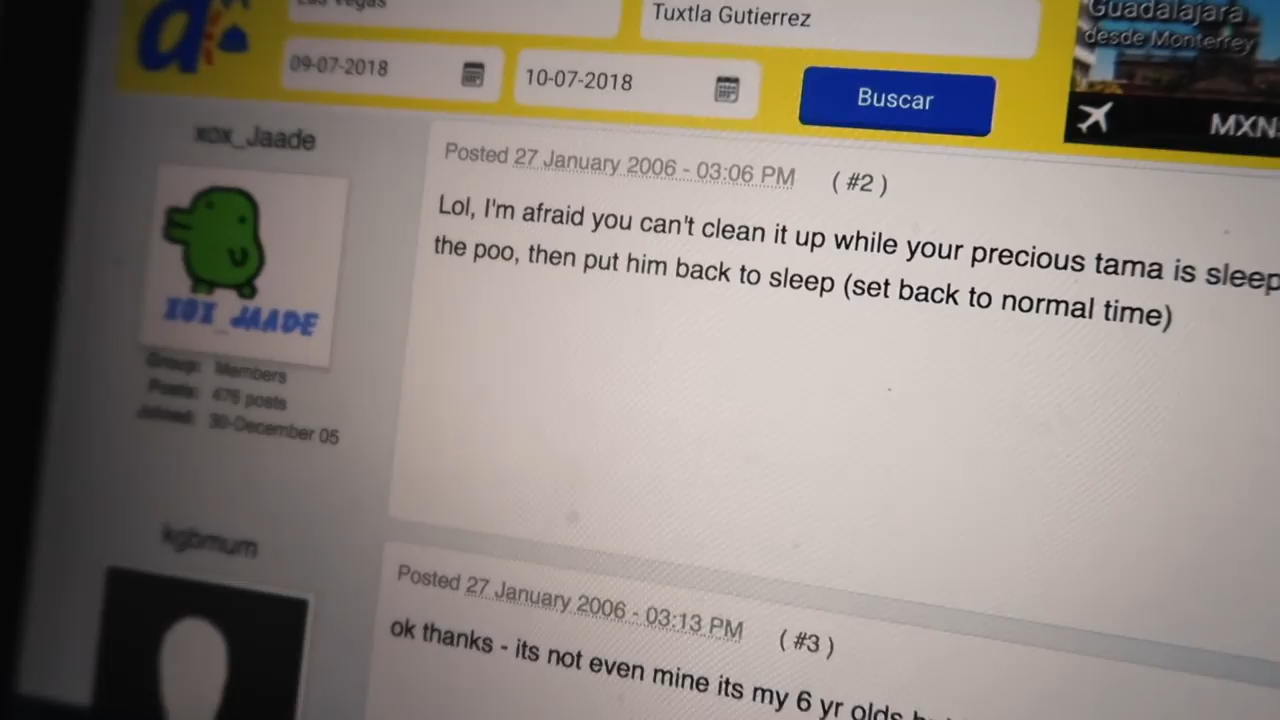 Las Vegas
Tuxtla Gutierrez
Guadalajara
desde Monterrey
09-07-2018
10-07-2018
Buscar
MXN
xox_Jaade
Posted 27 January 2006 - 03:06 PM ( #2 )
Lol, I'm afraid you can't clean it up while your precious tama is sleep
the poo, then put him back to sleep (set back to normal time)
XOX_JAADE
Group: Members
Posts: 476 posts
Joined: 30-December 05
kgbmum
Posted 27 January 2006 - 03:13 PM ( #3 )
ok thanks - its not even mine its my 6 yr olds